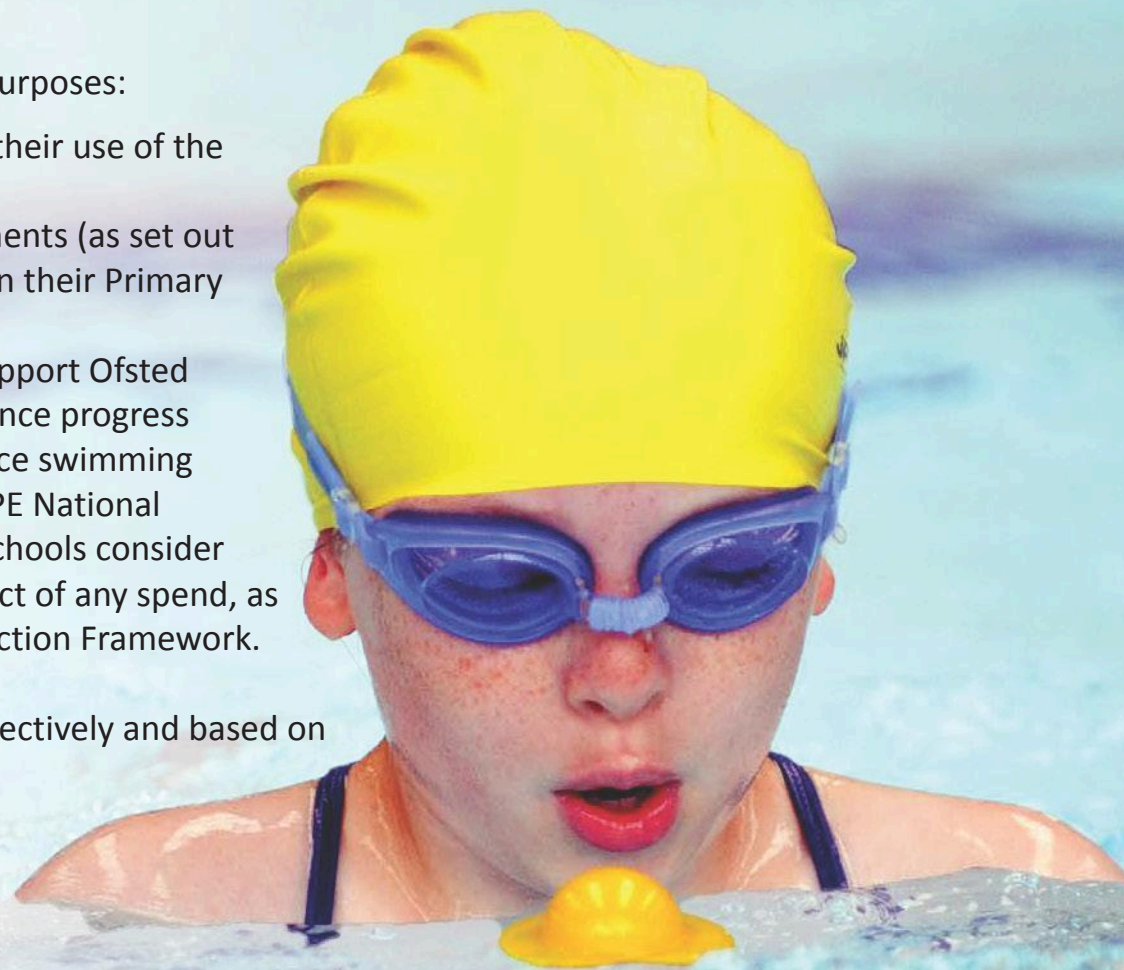 urposes:
their use of the
nents (as set out
n their Primary
pport Ofsted
nce progress
ce swimming
PE National
chools consider
ct of any spend, as
ction Framework.
ectively and based on